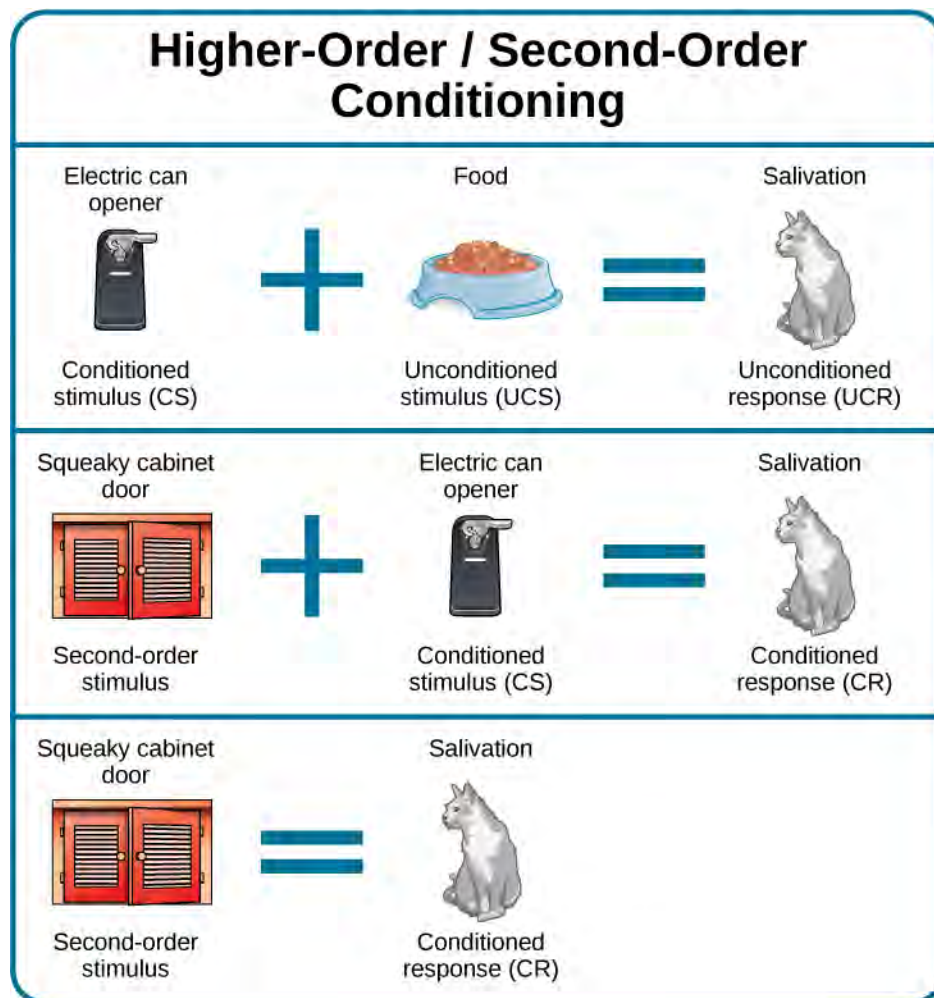 Higher-Order / Second-Order
Conditioning
Electric can
opener
Food
Salivation
Conditioned
stimulus (CS)
Unconditioned
stimulus (UCS)
Unconditioned
response (UCR)
Squeaky cabinet
door
Electric can
opener
Salivation
Second-order
stimulus
Conditioned
stimulus (CS)
Conditioned
response (CR)
Squeaky cabinet
door
Salivation
Second-order
stimulus
Conditioned
response (CR)